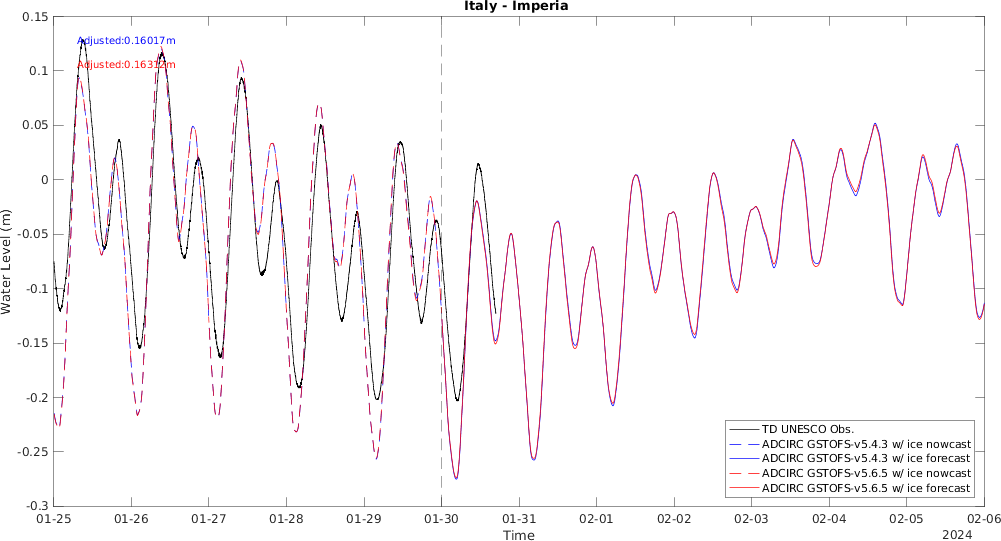 Italy - Imperia
Adjusted:0.16017m
Adjusted:0.16312m
0.15
0.1
0.05
0
-0.05
-0.1
-0.15
-0.2
-0.25
-0.3
Water Level (m)
01-25
01-26
01-27
01-28
01-29
01-30
01-31
02-01
02-02
02-03
02-04
02-05
02-06
Time
2024
TD UNESCO Obs.
ADCIRC GSTOFS-v5.4.3 w/ ice nowcast
ADCIRC GSTOFS-v5.4.3 w/ ice forecast
ADCIRC GSTOFS-v5.6.5 w/ ice nowcast
ADCIRC GSTOFS-v5.6.5 w/ ice forecast